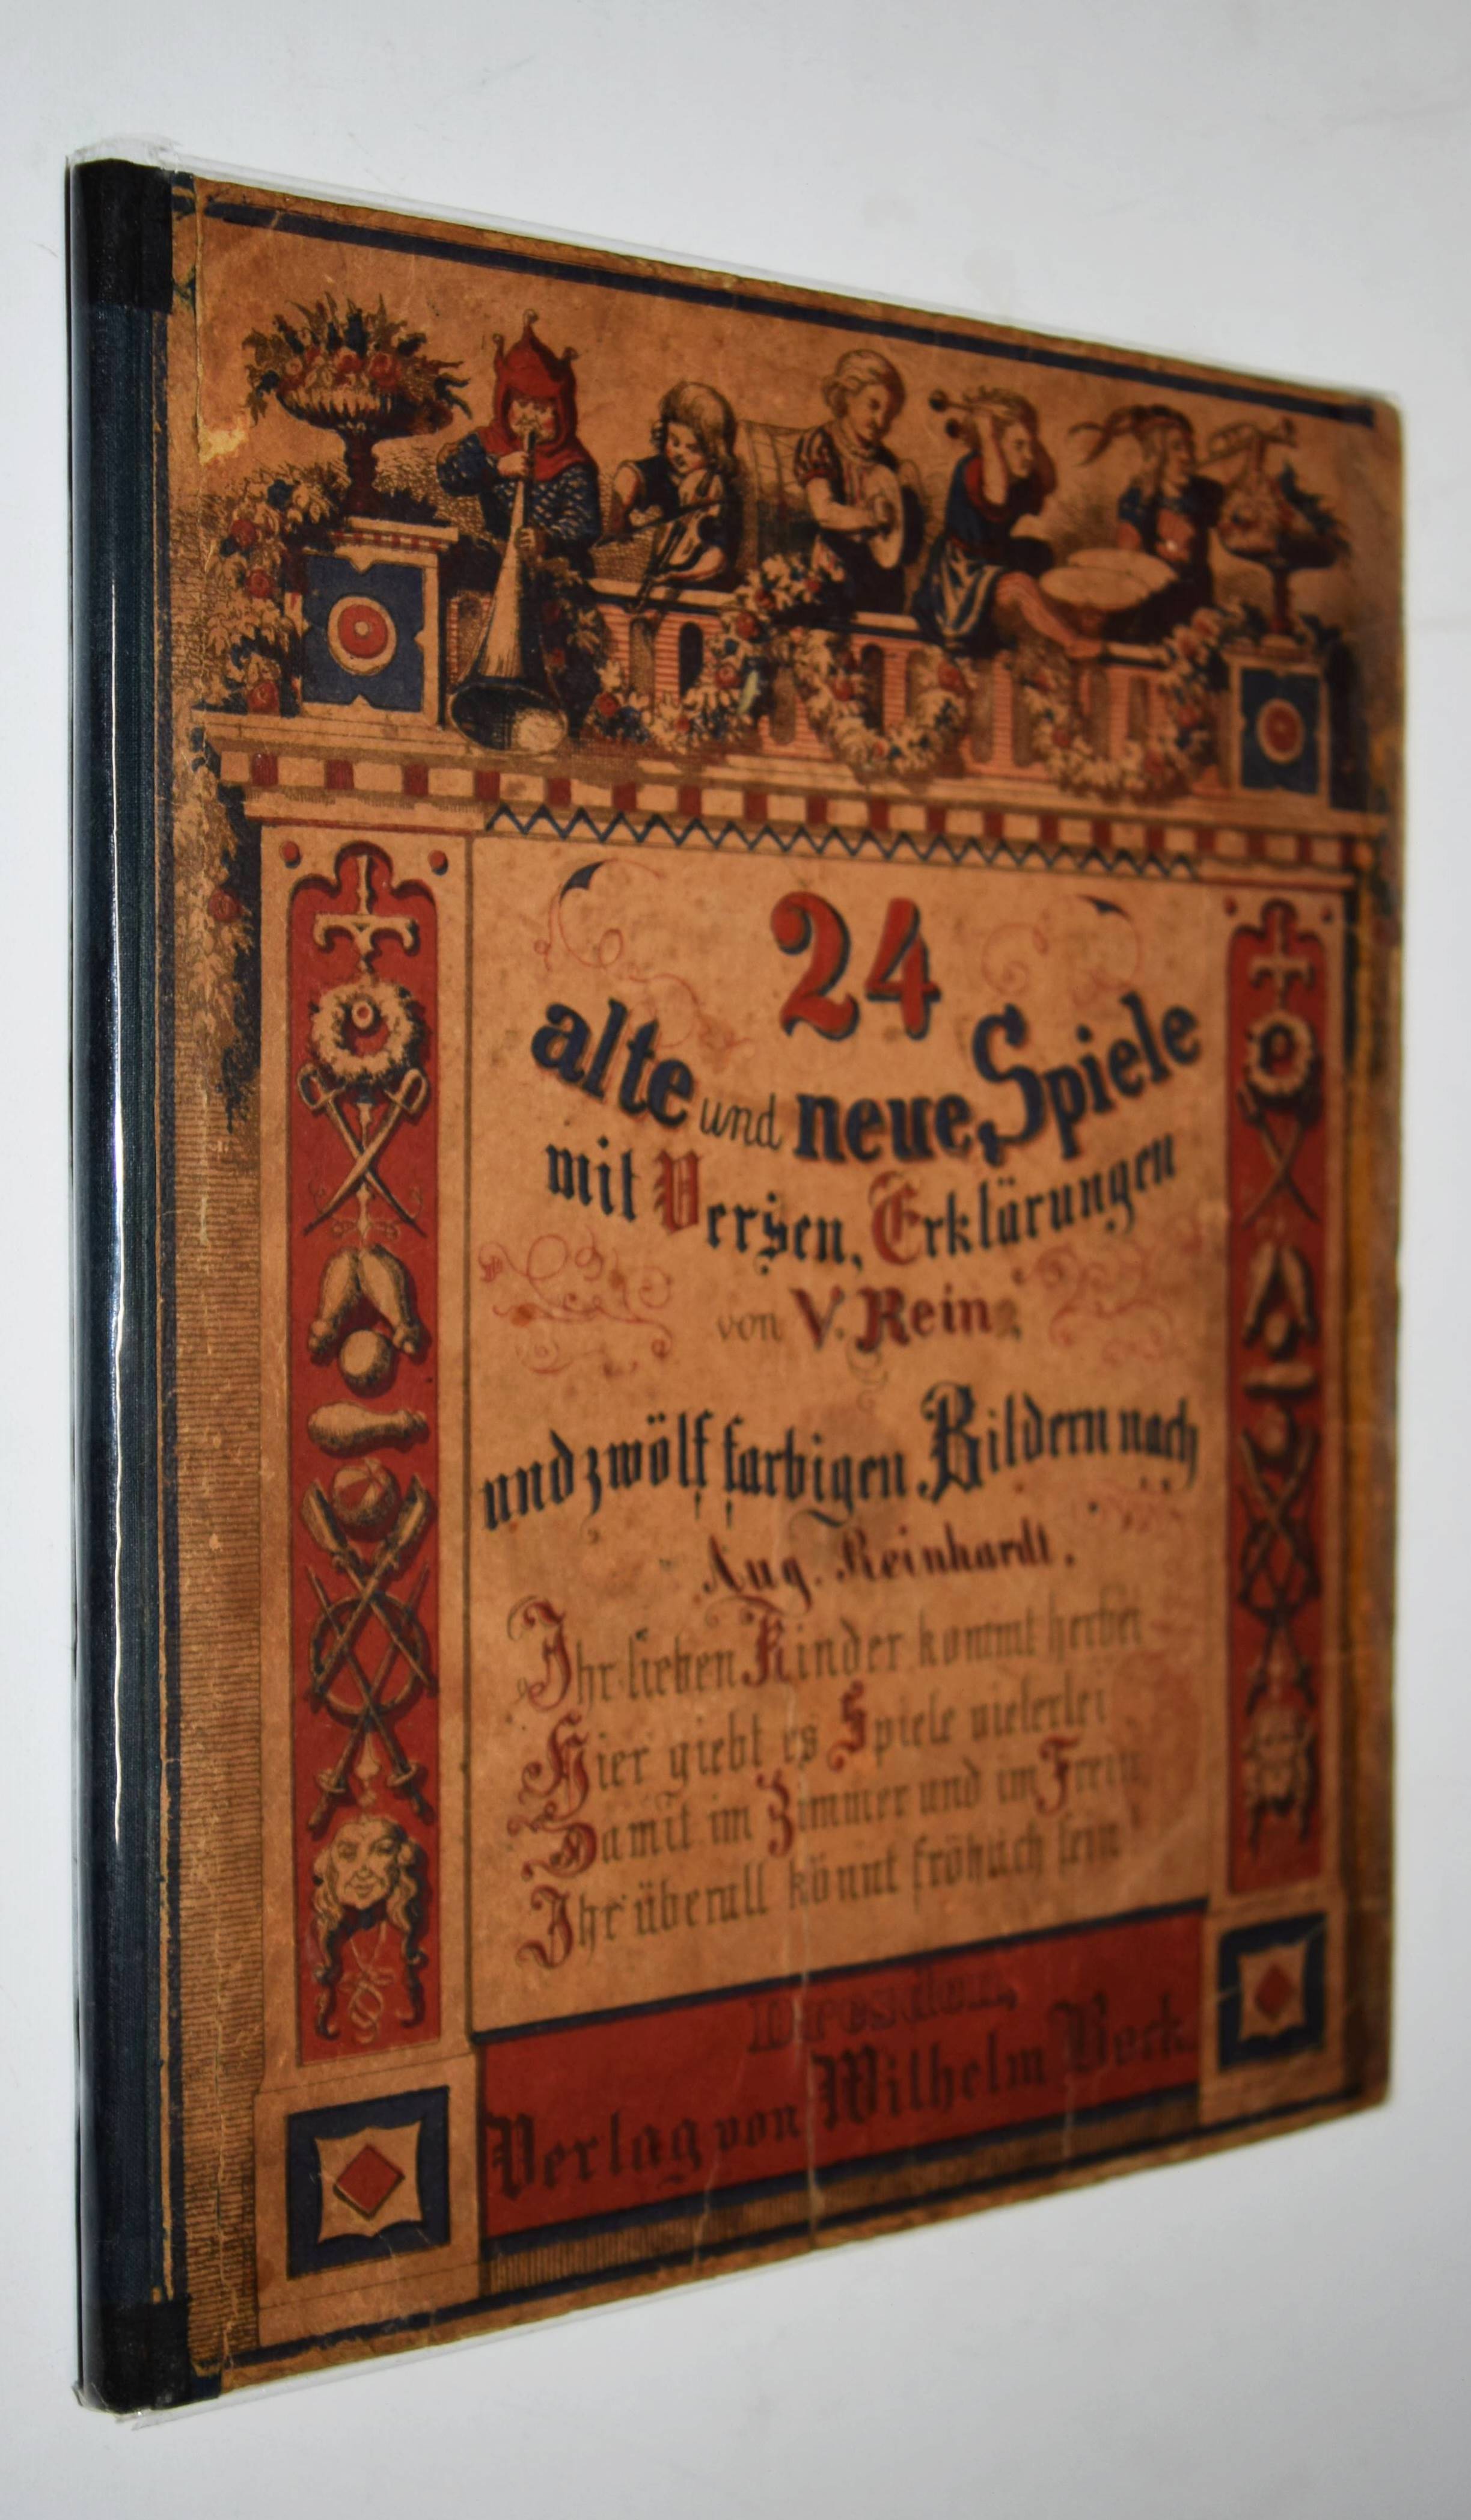 24
alte und neue Spiele
mit Versen, Erklärungen
von V. Rein,
und zwölf farbigen Bildern nach
Aug. Reinhardt.
Ihr lieben Kinder kommt herbei
Hier giebt es Spiele vielerlei
Damit im Zimmer und im Frein
Ihr überall könnt fröhlich sein
Dresden,
Verlag von Wilhelm